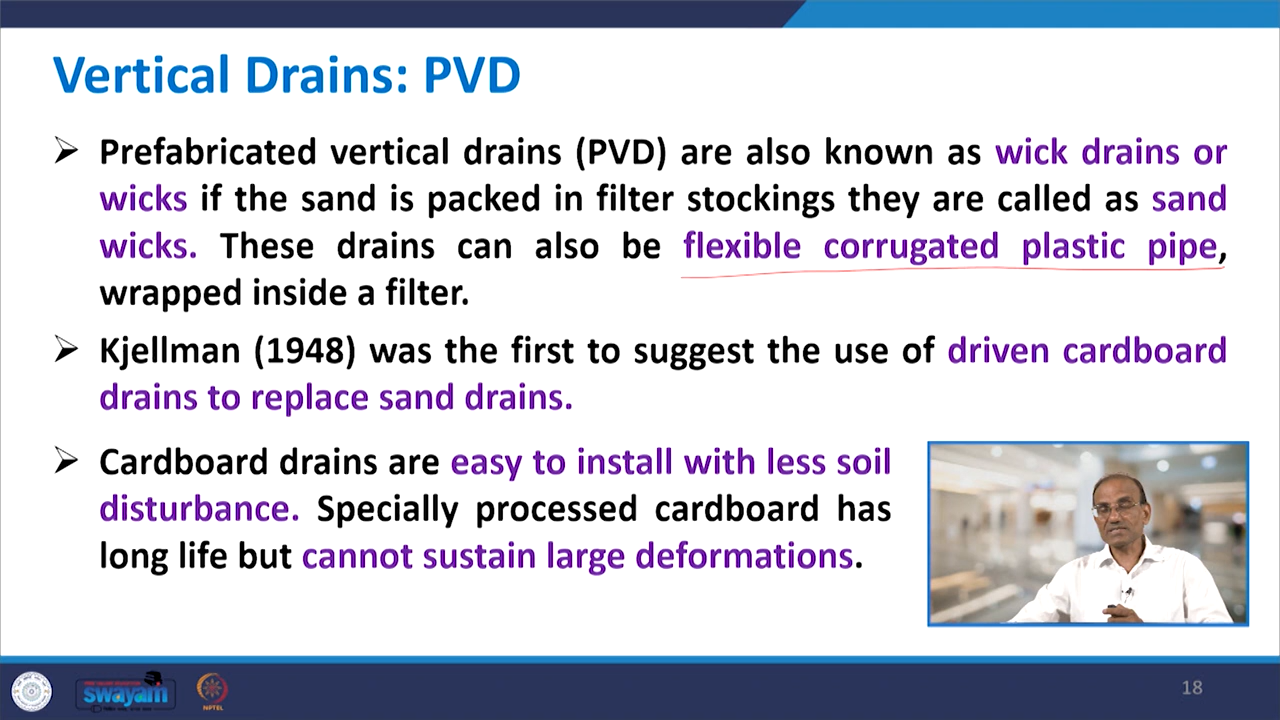 Vertical Drains: PVD
➢ Prefabricated vertical drains (PVD) are also known as wick drains or
wicks if the sand is packed in filter stockings they are called as sand
wicks. These drains can also be flexible corrugated plastic pipe,
wrapped inside a filter.
➢ Kjellman (1948) was the first to suggest the use of driven cardboard
drains to replace sand drains.
➢ Cardboard drains are easy to install with less soil
disturbance. Specially processed cardboard has
long life but cannot sustain large deformations.
swayam
NPTEL
18